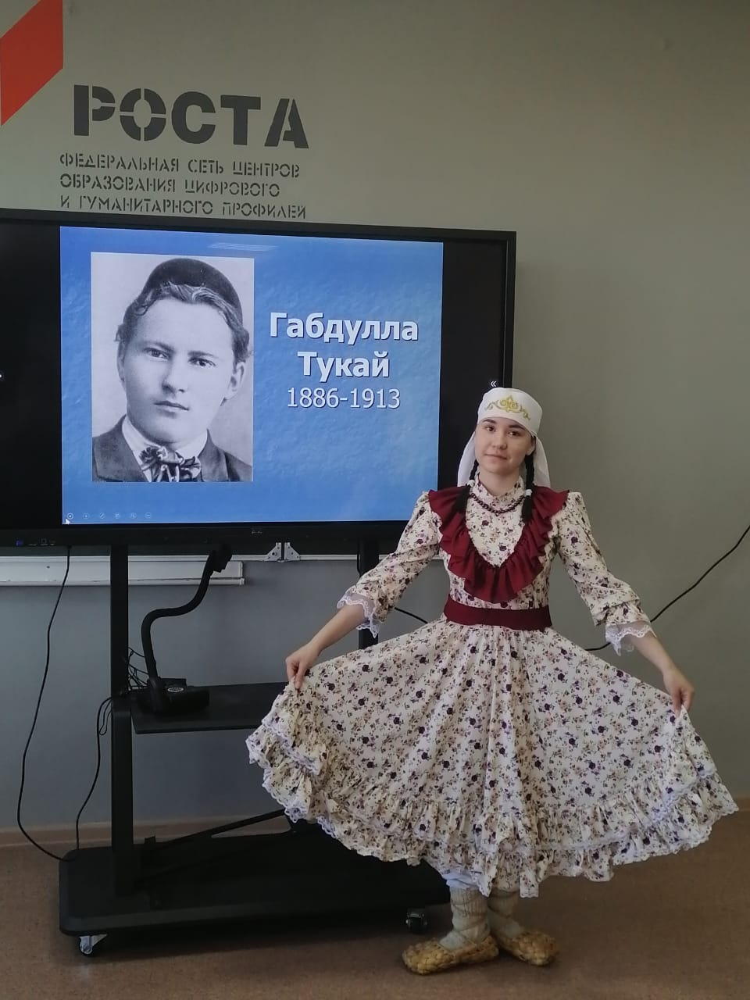 РОСТА
ФЕДЕРАЛЬНАЯ СЕТЬ ЦЕНТРОВ
ОБРАЗОВАНИЯ ЦИФРОВОГО
И ГУМАНИТАРНОГО ПРОФИЛЕЙ
Габдулла
Тукай
1886-1913